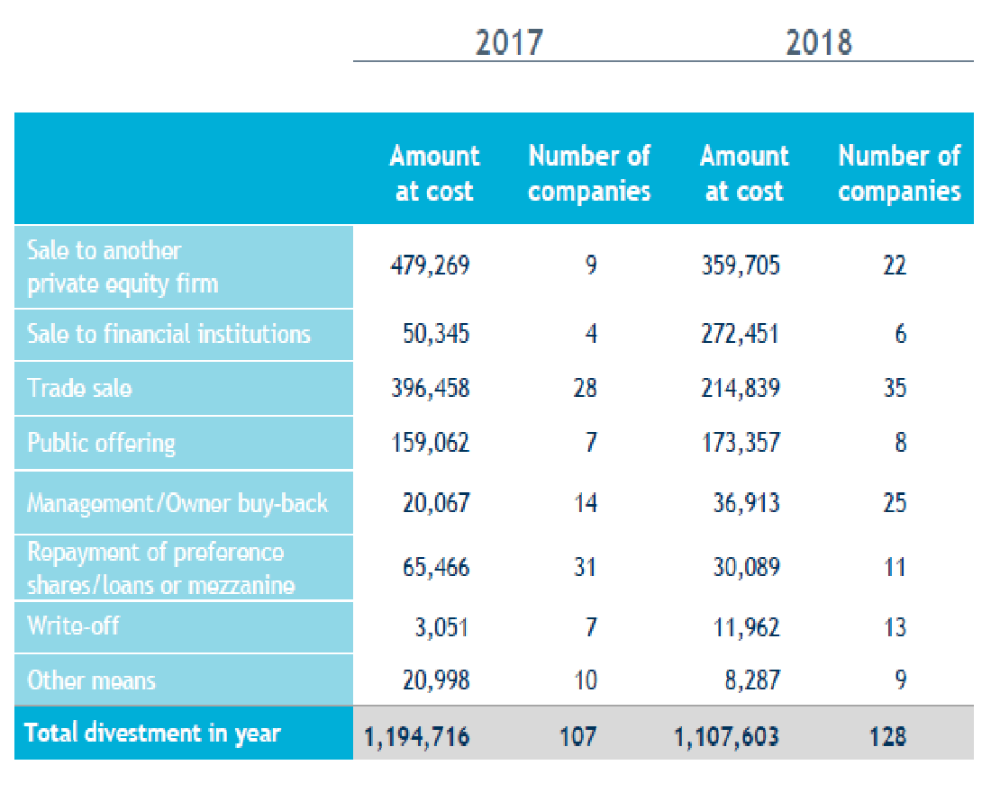 2017 2018
Amount Number of Amount Number of
at cost companies at cost companies
Sale to another
private equity firm 479,269 9 359,705 22
Sale to financial institutions 50,345 4 272,451 6
Trade sale 396,458 28 214,839 35
Public offering 159,062 7 173,357 8
Management/Owner buy-back 20,067 14 36,913 25
Repayment of preference
shares/loans or mezzanine 65,466 31 30,089 11
Write-off 3,051 7 11,962 13
Other means 20,998 10 8,287 9
Total divestment in year 1,194,716 107 1,107,603 128